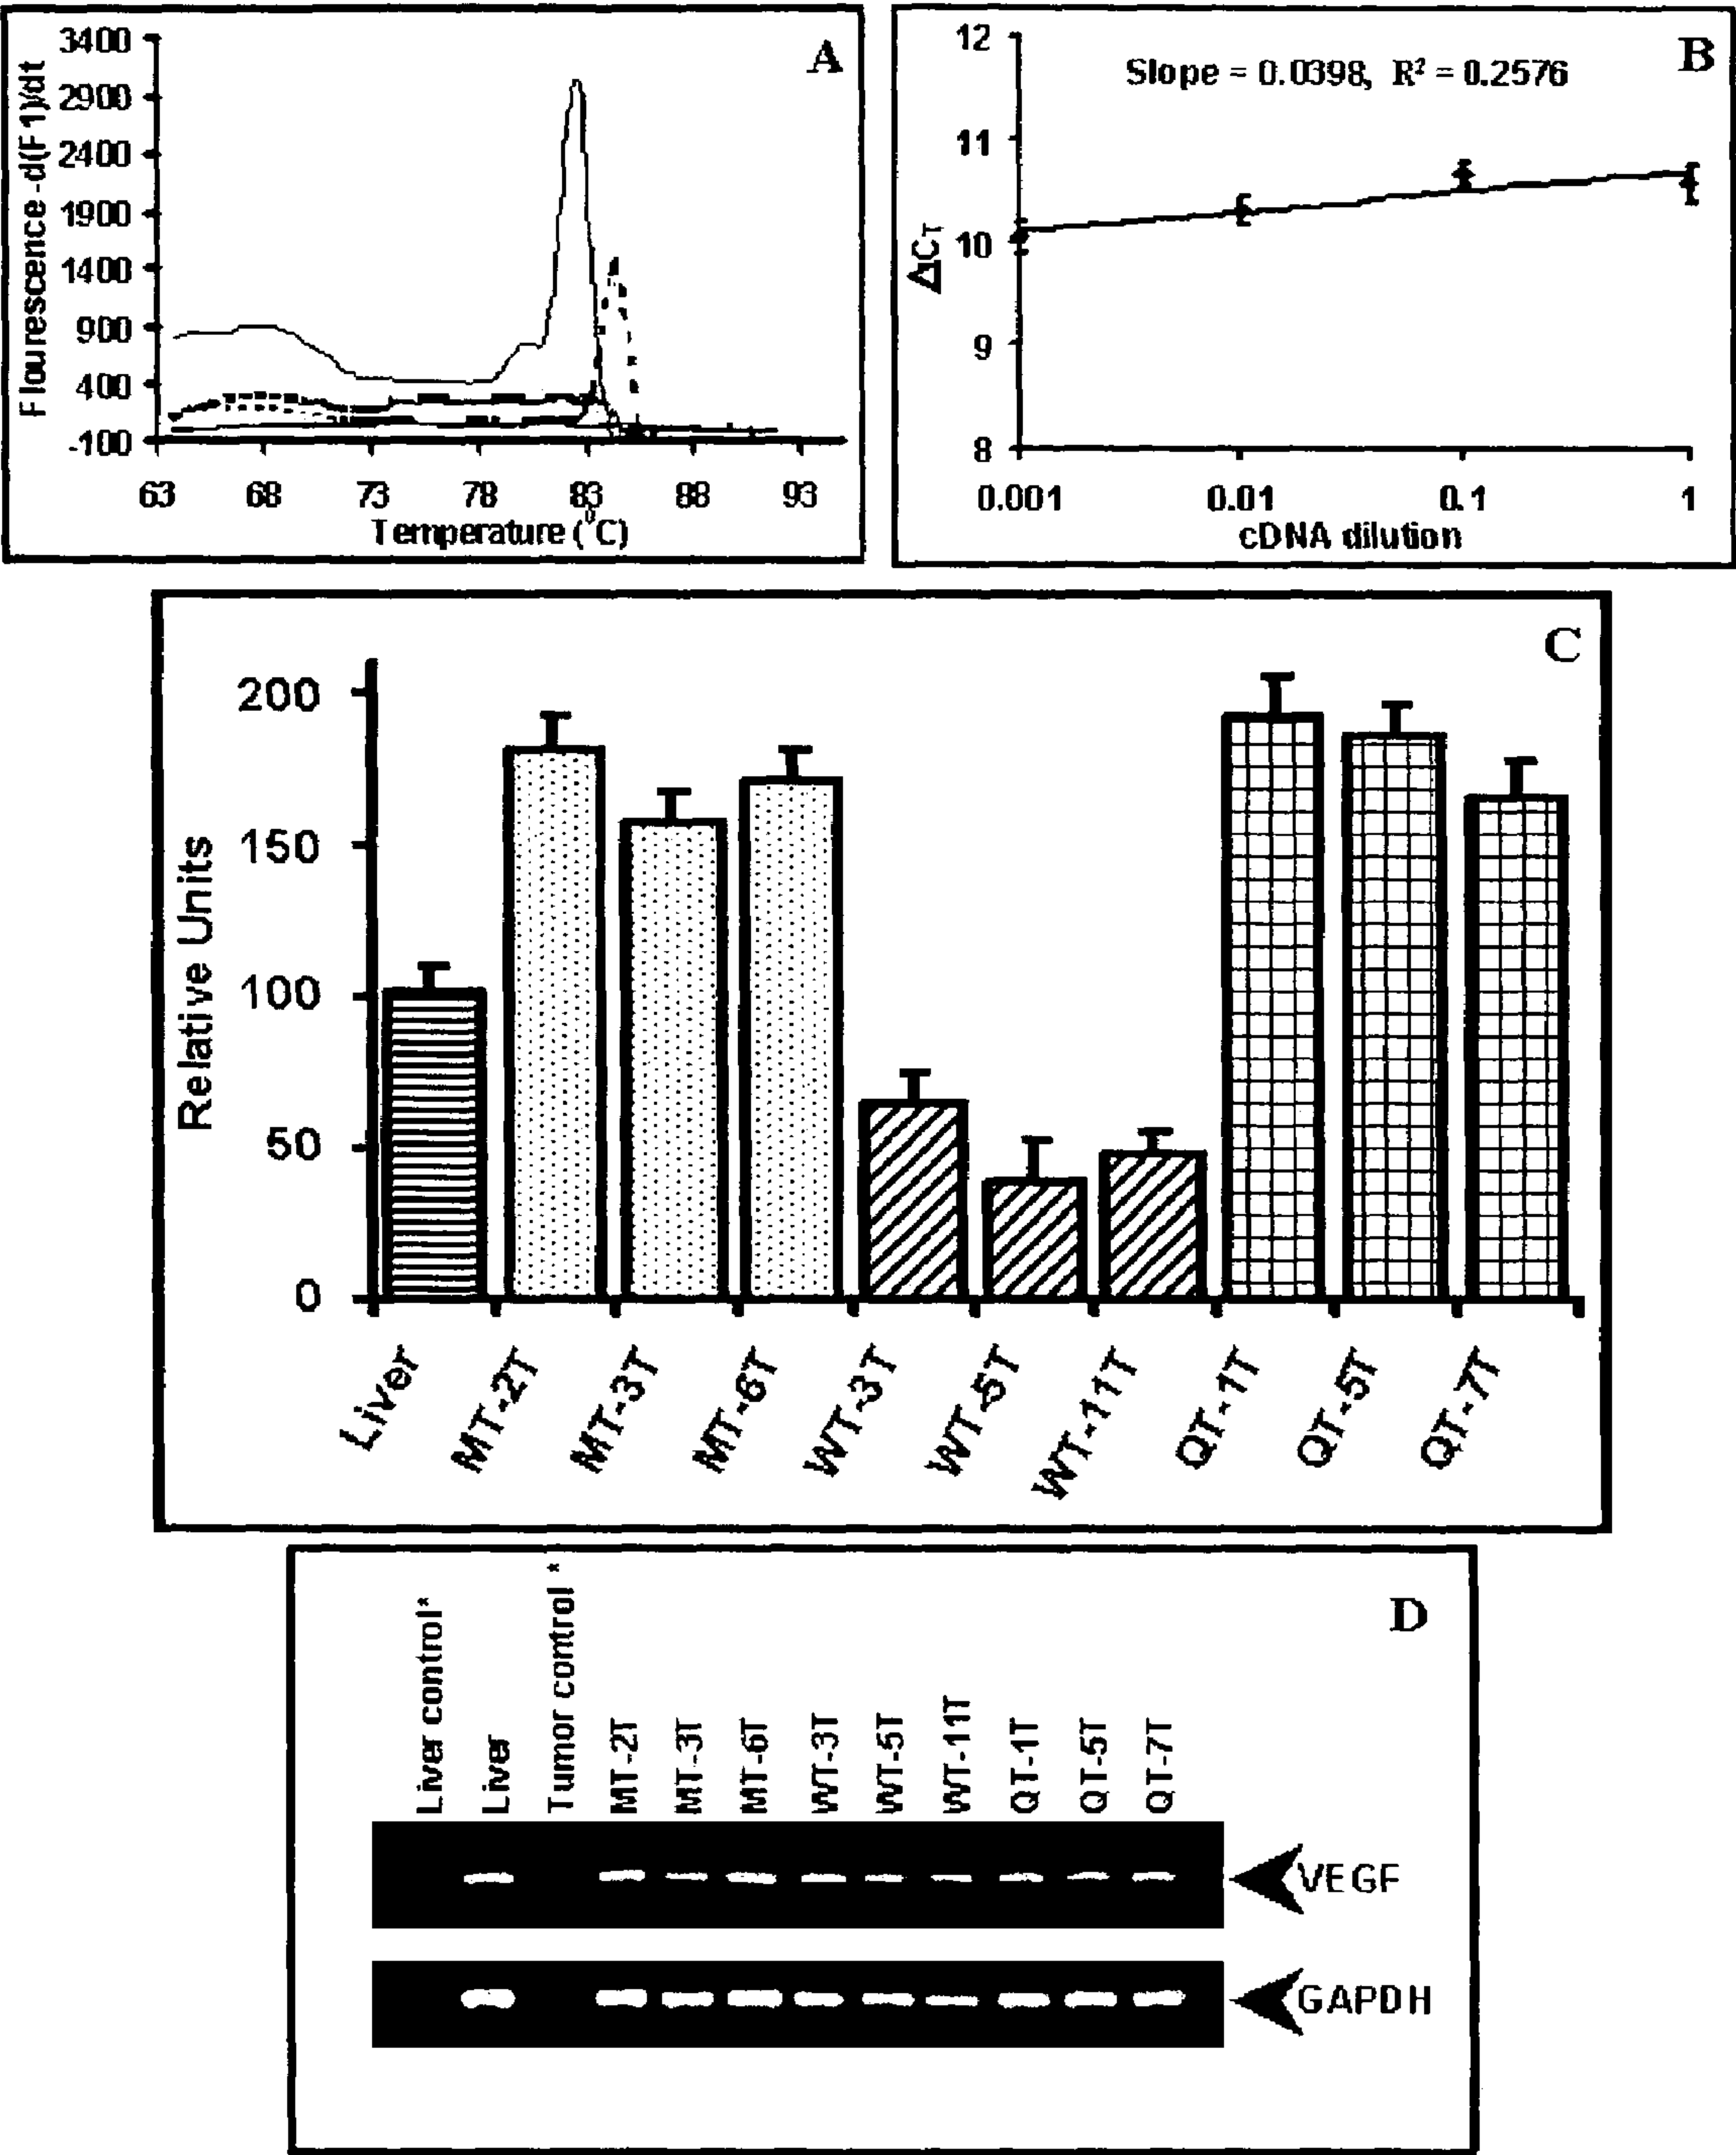 A
Flourescence -d(F1)/dt
3400
2900
2400
1900
1400
900
400
-100
63 68 73 78 83 88 93
Temperature (°C)
B
Slope = 0.0398, R² = 0.2576
ΔCT
12
11
10
9
8
0.001 0.01 0.1 1
cDNA dilution
C
Relative Units
200
150
100
50
0
Liver MT-2T MT-3T MT-6T WT-3T WT-5T WT-11T QT-1T QT-5T QT-7T
D
Liver control* Liver Tumor control * MT-2T MT-3T MT-6T WT-3T WT-5T WT-11T QT-1T QT-5T QT-7T
VEGF
GAPDH